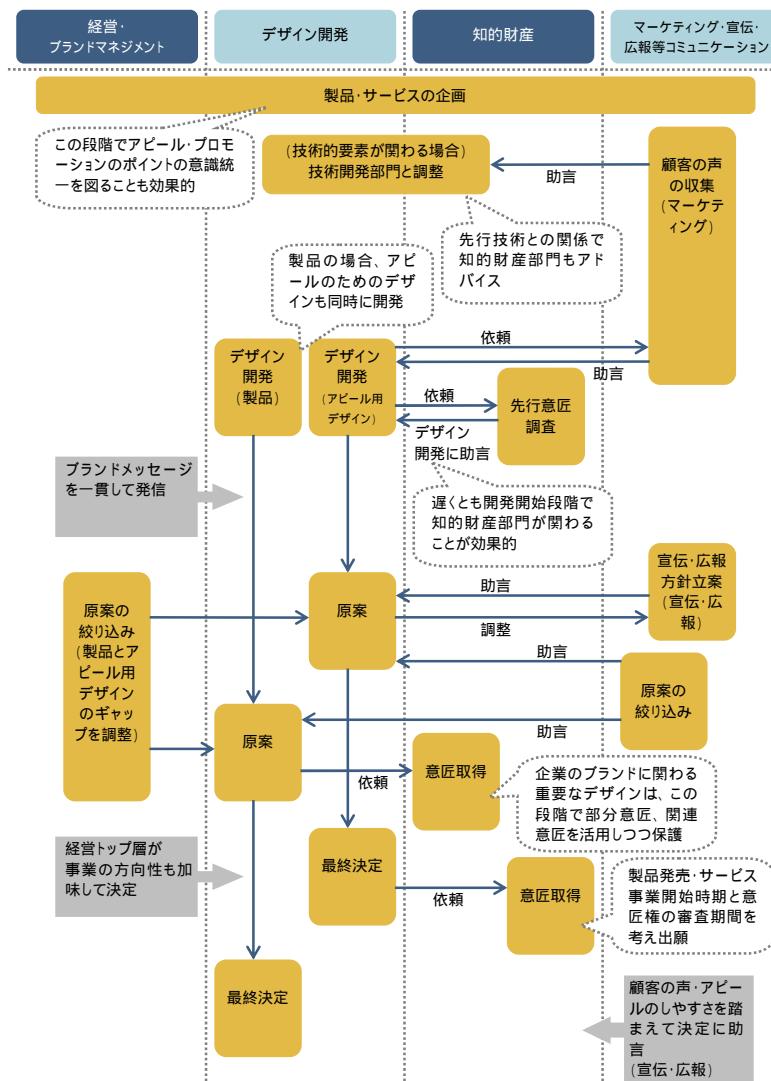 経営・
ブランドマネジメント
デザイン開発
知的財産
マーケティング・宣伝・
広報等コミュニケーション
製品・サービスの企画
この段階でアピール・プロモ
ーションのポイントの意識統
一を図ることも効果的
(技術的要素が関わる場合)
技術開発部門と調整
助言
顧客の声
の収集
(マーケ
ティング)
先行技術との関係で
知的財産部門もアド
バイス
製品の場合、アピ
ールのためのデザ
インも同時に開発
デザイン
開発
(製品)
デザイン
開発
(アピール用
デザイン)
依頼
助言
依頼
先行意匠
調査
デザイン
開発に助言
ブランドメッセージ
を一貫して発信
遅くとも開発開始段階で
知的財産部門が関わる
ことが効果的
原案の
絞り込み
(製品とア
ピール用
デザイン
のギャッ
プを調整)
原案
助言
調整
宣伝・広報
方針立案
(宣伝・広
報)
助言
原案の
絞り込み
原案
助言
依頼
意匠取得
企業のブランドに関わる
重要なデザインは、この
段階で部分意匠、関連
意匠を活用しつつ保護
経営トップ層が
事業の方向性も加
味して決定
最終決定
依頼
意匠取得
製品発売・サービス
事業開始時期と意
匠権の審査期間を
考え出願
最終決定
顧客の声・アピー
ルのしやすさを踏
まえて決定に助
言
(宣伝・広報)